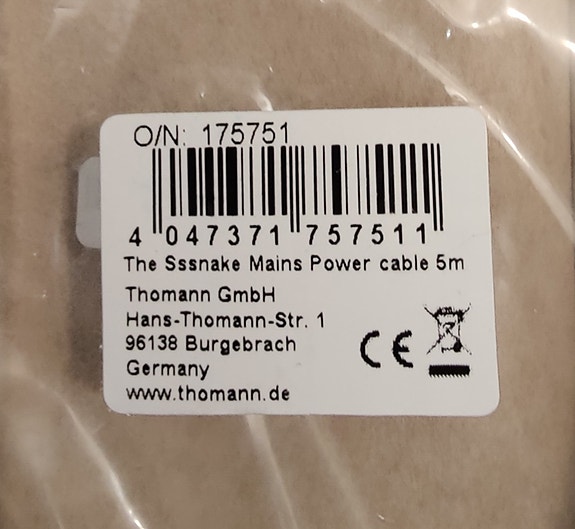 O/N: 175751
4 047371 757511
The Sssnake Mains Power cable 5m
Thomann GmbH
Hans-Thomann-Str. 1
96138 Burgebrach
Germany
www.thomann.de
CE